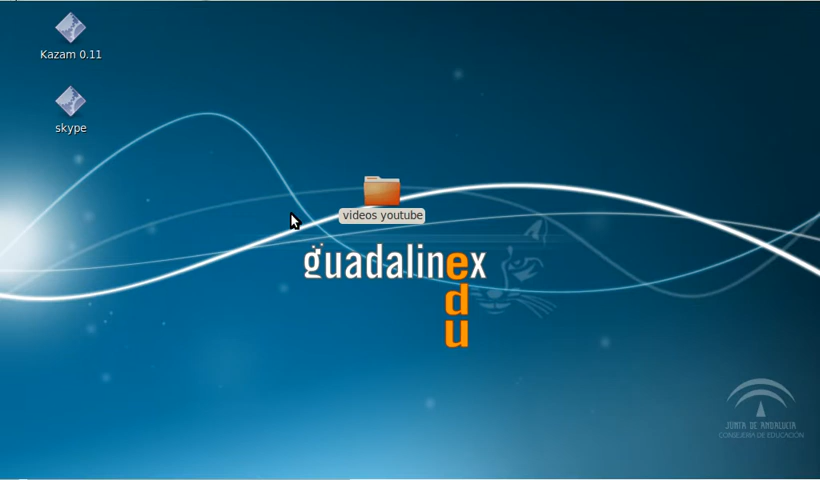 Kazam 0.11
skype
videos youtube
guadalinex
edu
JUNTA DE ANDALUCIA
CONSEJERÍA DE EDUCACIÓN